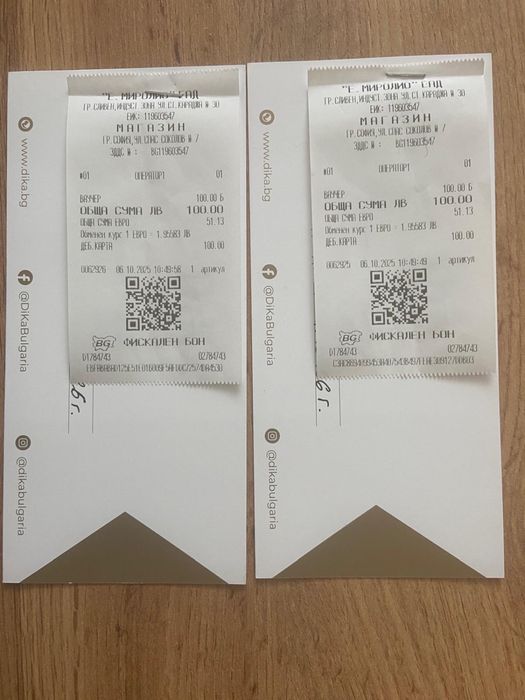 www.dika.bg
@DikaBulgaria
@dikabulgaria
"Е. МИРОЛИО" ЕАД
ГР.СЛИВЕН,ИНДУСТ.ЗОНА УЛ.СТ.КАРАДЖА № 30
ЕИК: 119603547
МАГАЗИН
ГР.СОФИЯ,УЛ.СПАС СОКОЛОВ № 7
ЗДДС № : BG119603547
#01 ОПЕРАТОР1 01
ВАУЧЕР 100.00 Б
ОБЩА СУМА ЛВ 100.00
ОБЩА СУМА ЕВРО 51.13
Обменен курс 1 ЕВРО = 1.95583 ЛВ
ДЕБ.КАРТА 100.00
0062926 06.10.2025 10:49:58 1 артикул
BG ФИСКАЛЕН БОН
DT784743 02784743
6 г.
www.dika.bg
@DikaBulgaria
@dikabulgaria
"Е. МИРОЛИО" ЕАД
ГР.СЛИВЕН,ИНДУСТ.ЗОНА УЛ.СТ.КАРАДЖА № 30
ЕИК: 119603547
МАГАЗИН
ГР.СОФИЯ,УЛ.СПАС СОКОЛОВ № 7
ЗДДС № : BG119603547
#01 ОПЕРАТОР1 01
ВАУЧЕР 100.00 Б
ОБЩА СУМА ЛВ 100.00
ОБЩА СУМА ЕВРО 51.13
Обменен курс 1 ЕВРО = 1.95583 ЛВ
ДЕБ.КАРТА 100.00
0062925 06.10.2025 10:49:49 1 артикул
BG ФИСКАЛЕН БОН
DT784743 02784743
6 г.